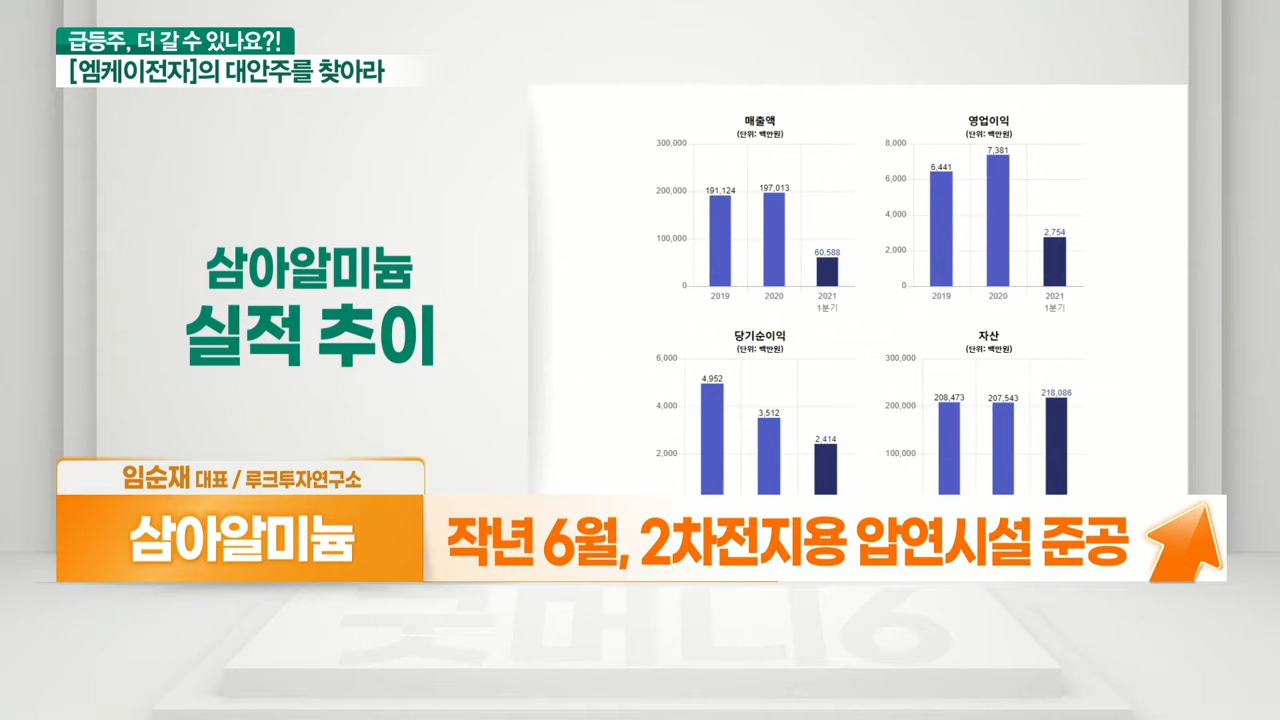 급등주, 더 갈 수 있나요?!
[엠케이전자]의 대안주를 찾아라
삼아알미늄
실적 추이
매출액
(단위: 백만원)
300,000
200,000
100,000
0
191,124
197,013
60,588
2019
2020
2021
1분기
영업이익
(단위: 백만원)
8,000
6,000
4,000
2,000
0
6,441
7,381
2,754
2019
2020
2021
1분기
당기순이익
(단위: 백만원)
6,000
4,000
2,000
4,952
3,512
2,414
자산
(단위: 백만원)
300,000
200,000
100,000
208,473
207,543
218,086
임순재 대표 / 루크투자연구소
삼아알미늄
작년 6월, 2차전지용 압연시설 준공
굿머니6